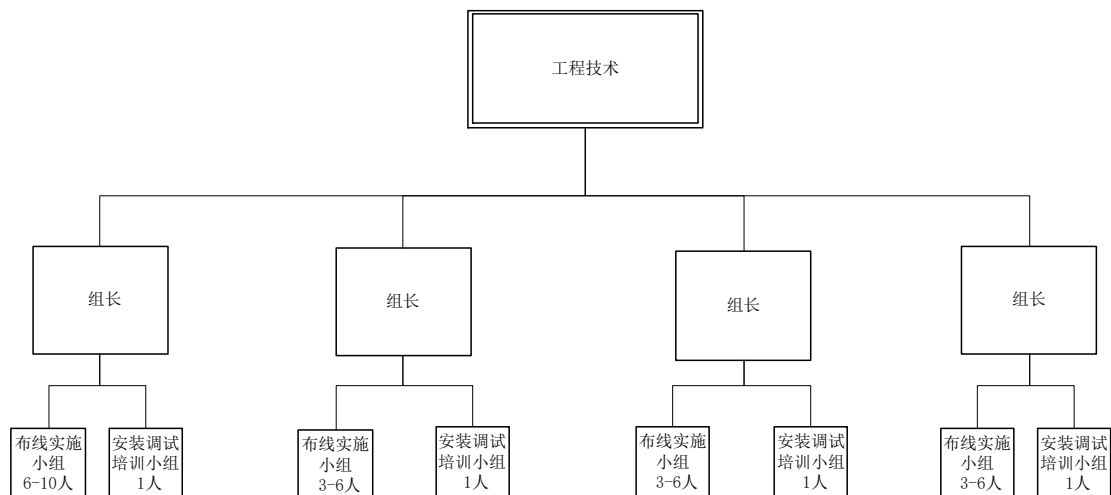 工程技术
组长
组长
组长
组长
布线实施
小组
6-10人
安装调试
培训小组
1人
布线实施
小组
3-6人
安装调试
培训小组
1人
布线实施
小组
3-6人
安装调试
培训小组
1人
布线实施
小组
3-6人
安装调试
培训小组
1人